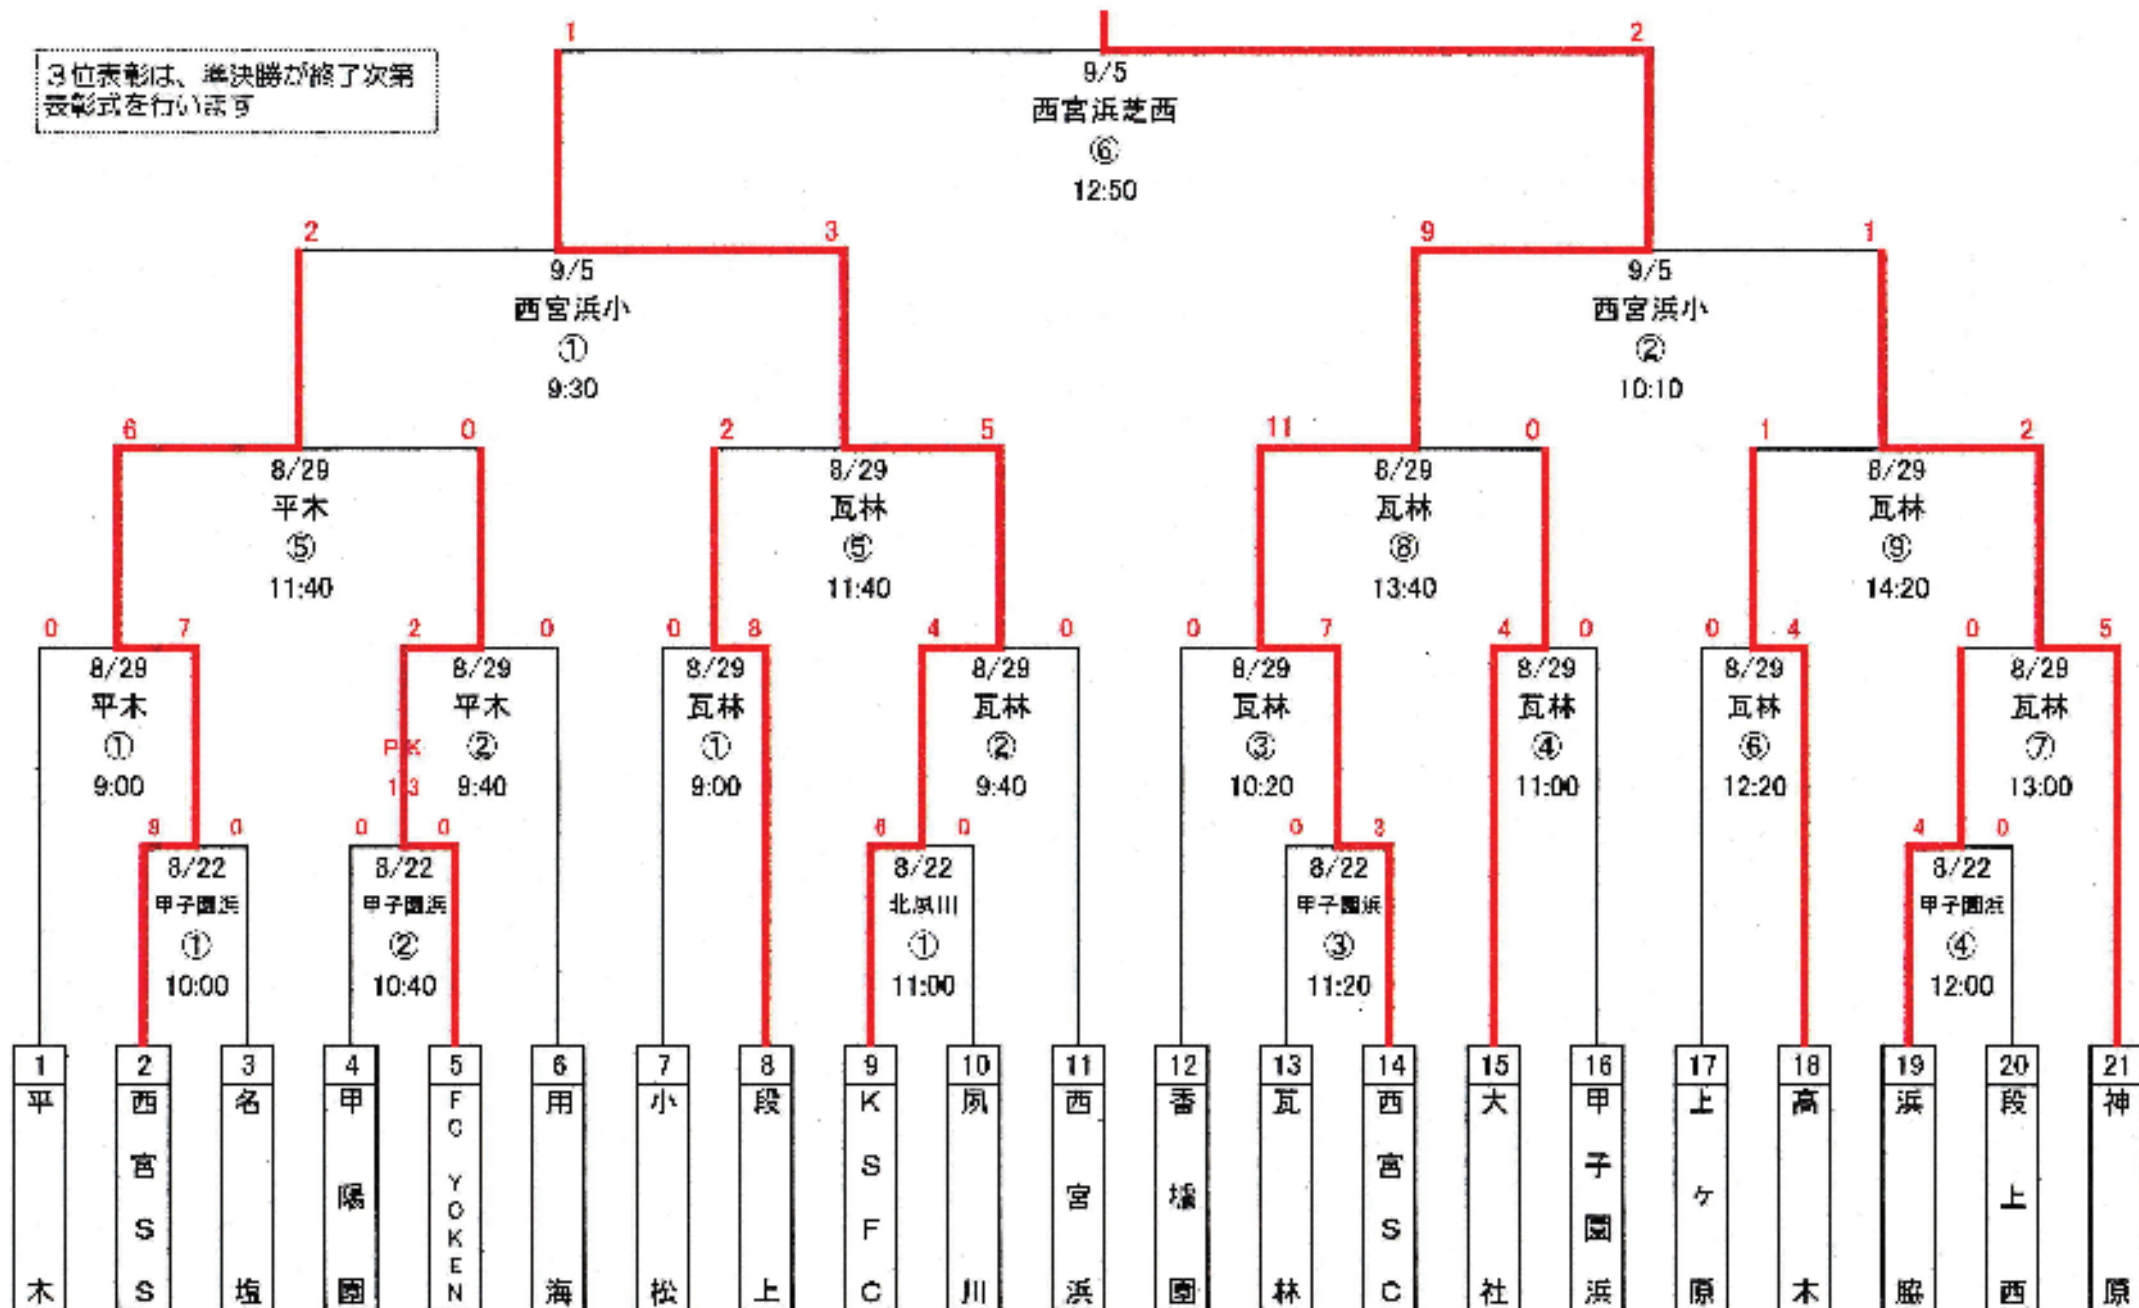 1 2
3位表彰は、準決勝が終了次第
表彰式を行います
9/5
西宮浜芝西
⑥
12:50
2 3 9 1
9/5 9/5
西宮浜小 西宮浜小
① ②
9:30 10:10
6 0 2 5 11 0 1 2
8/29 8/29 8/29 8/29
平木 瓦林 瓦林 瓦林
⑤ ⑤ ⑧ ⑨
11:40 11:40 13:40 14:20
0 7 2 0 0 8 4 0 0 7 4 0 0 4 0 5
8/29 8/29 8/29 8/29 8/29 8/29 8/29 8/29
平木 平木 瓦林 瓦林 瓦林 瓦林 瓦林 瓦林
① PK ② ① ② ③ ④ ⑥ ⑦
9:00 1 3 9:40 9:00 9:40 10:20 11:00 12:20 13:00
0 0 0 6 0 0 3 4 0
8/22 8/22 8/22 8/22 8/22
甲子園浜 甲子園浜 北夙川 甲子園浜 甲子園浜
① ② ① ③ ④
10:00 10:40 11:00 11:20 12:00
1 平木
2 西宮SS
3 名塩
4 甲陽園
5 FC YOKEN
6 用海
7 小松
8 段上
9 KSFC
10 夙川
11 西宮浜
12 香櫨園
13 瓦林
14 西宮SC
15 大社
16 甲子園浜
17 上ヶ原
18 高木
19 浜脇
20 段上西
21 神原